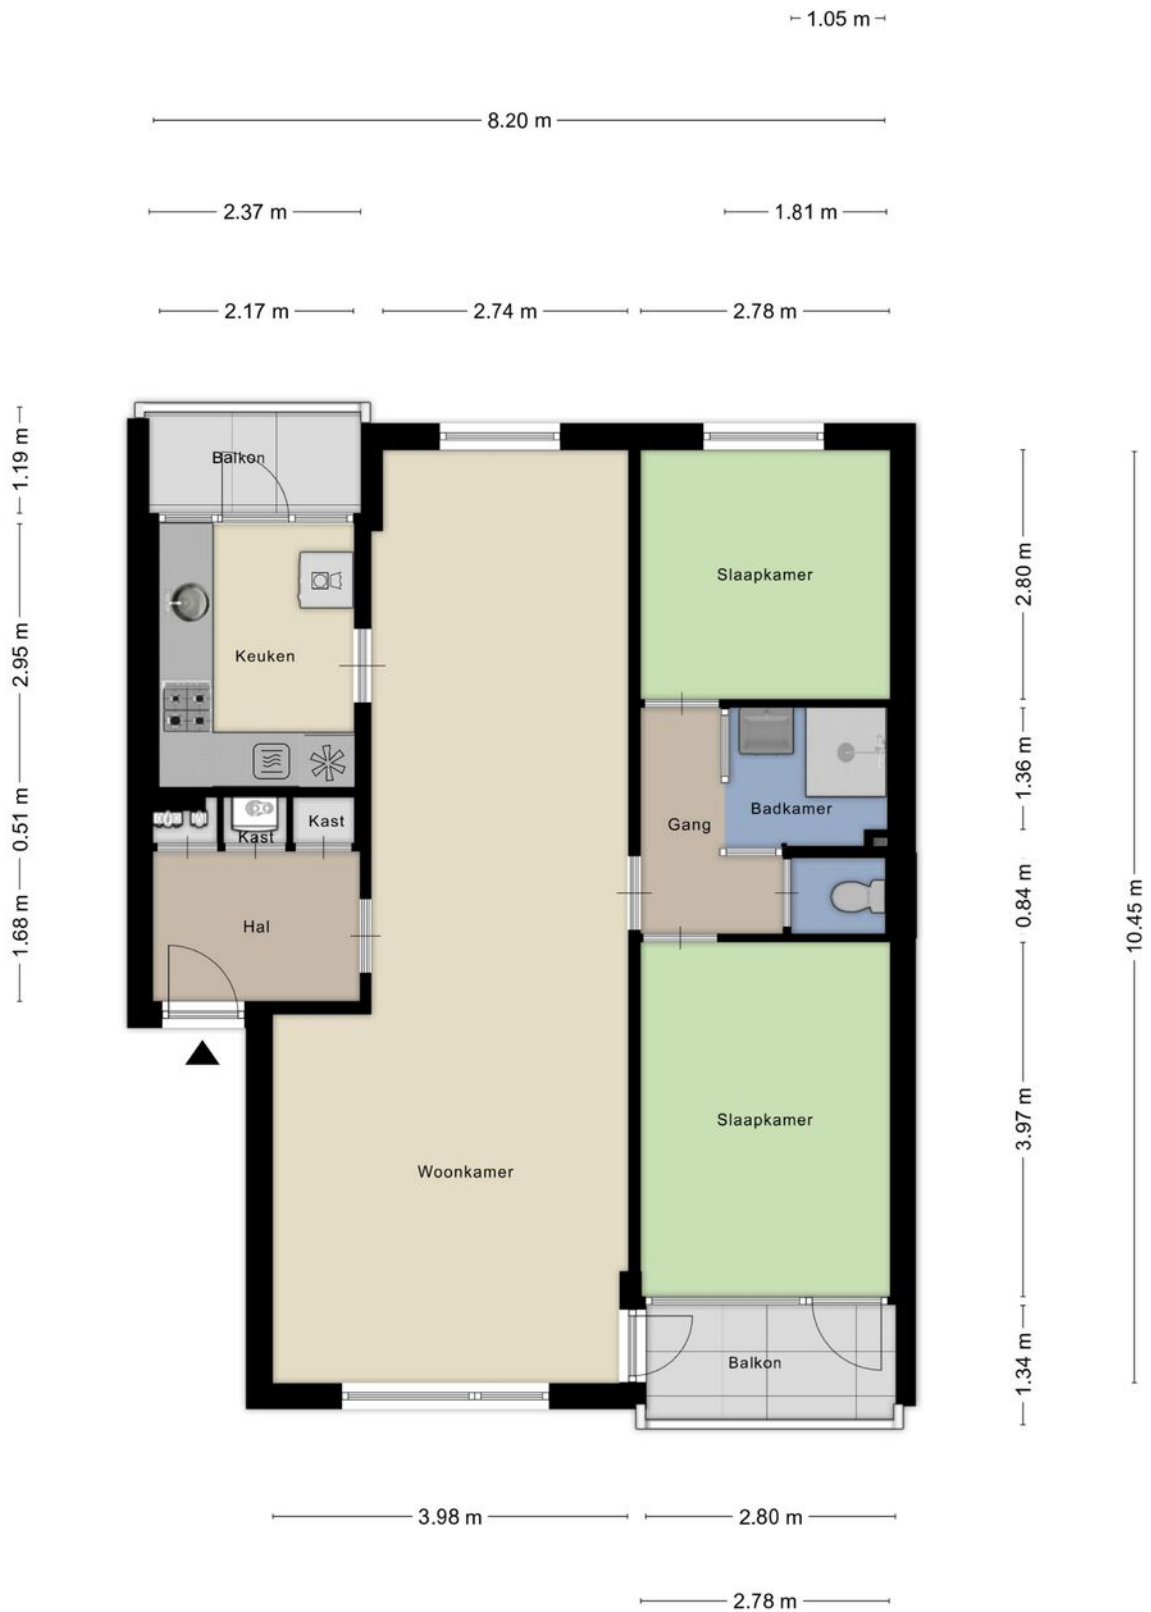 1.05 m
8.20 m
2.37 m
1.81 m
2.17 m
2.74 m
2.78 m
1.19 m
2.95 m
0.51 m
1.68 m
Balkon
Keuken
Kast
Kast
Hal
Woonkamer
Slaapkamer
Gang
Badkamer
Slaapkamer
Balkon
2.80 m
1.36 m
0.84 m
3.97 m
1.34 m
10.45 m
3.98 m
2.80 m
2.78 m